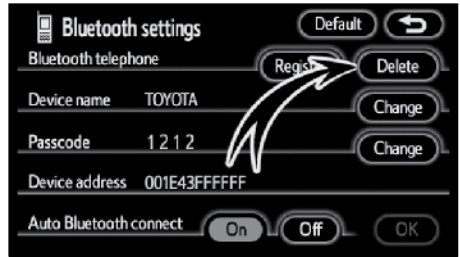 Bluetooth settings Default
Bluetooth telephone Delete
Device name TOYOTA Change
Passcode 1212 Change
Device address 001E43FFFFFF
Auto Bluetooth connect On Off OK